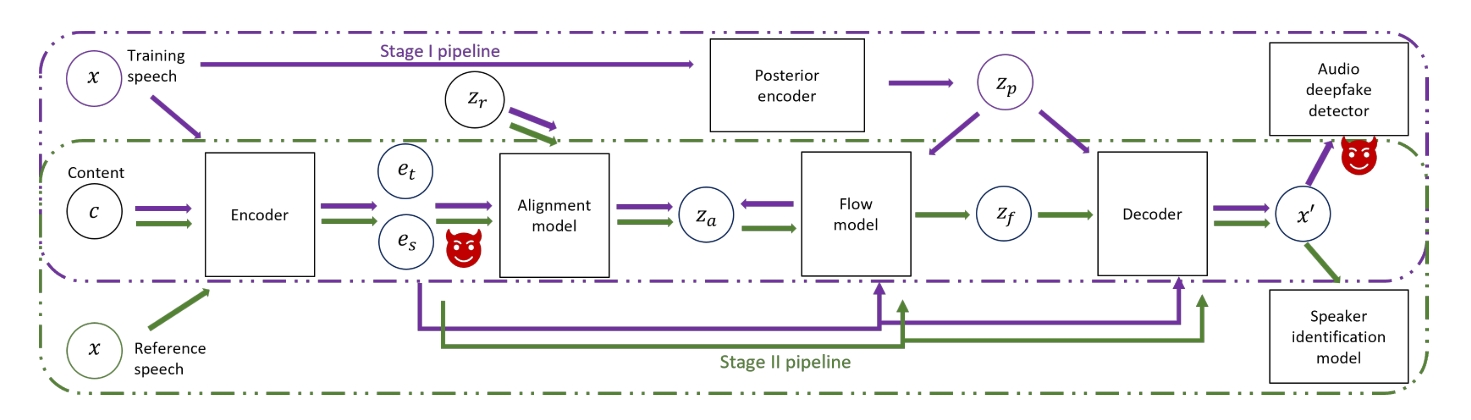 Stage I pipeline
x
Training
speech
z_r
Posterior
encoder
z_p
Audio
deepfake
detector
Content
c
Encoder
e_t
e_s
Alignment
model
z_a
Flow
model
z_f
Decoder
x′
x
Reference
speech
Stage II pipeline
Speaker
identification
model